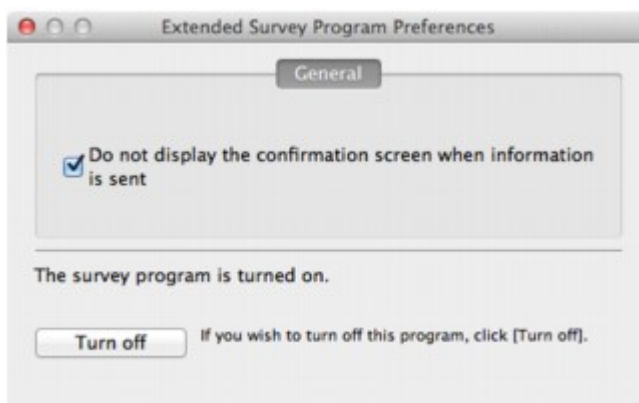 Extended Survey Program Preferences
General
Do not display the confirmation screen when information
is sent
The survey program is turned on.
Turn off
If you wish to turn off this program, click [Turn off].